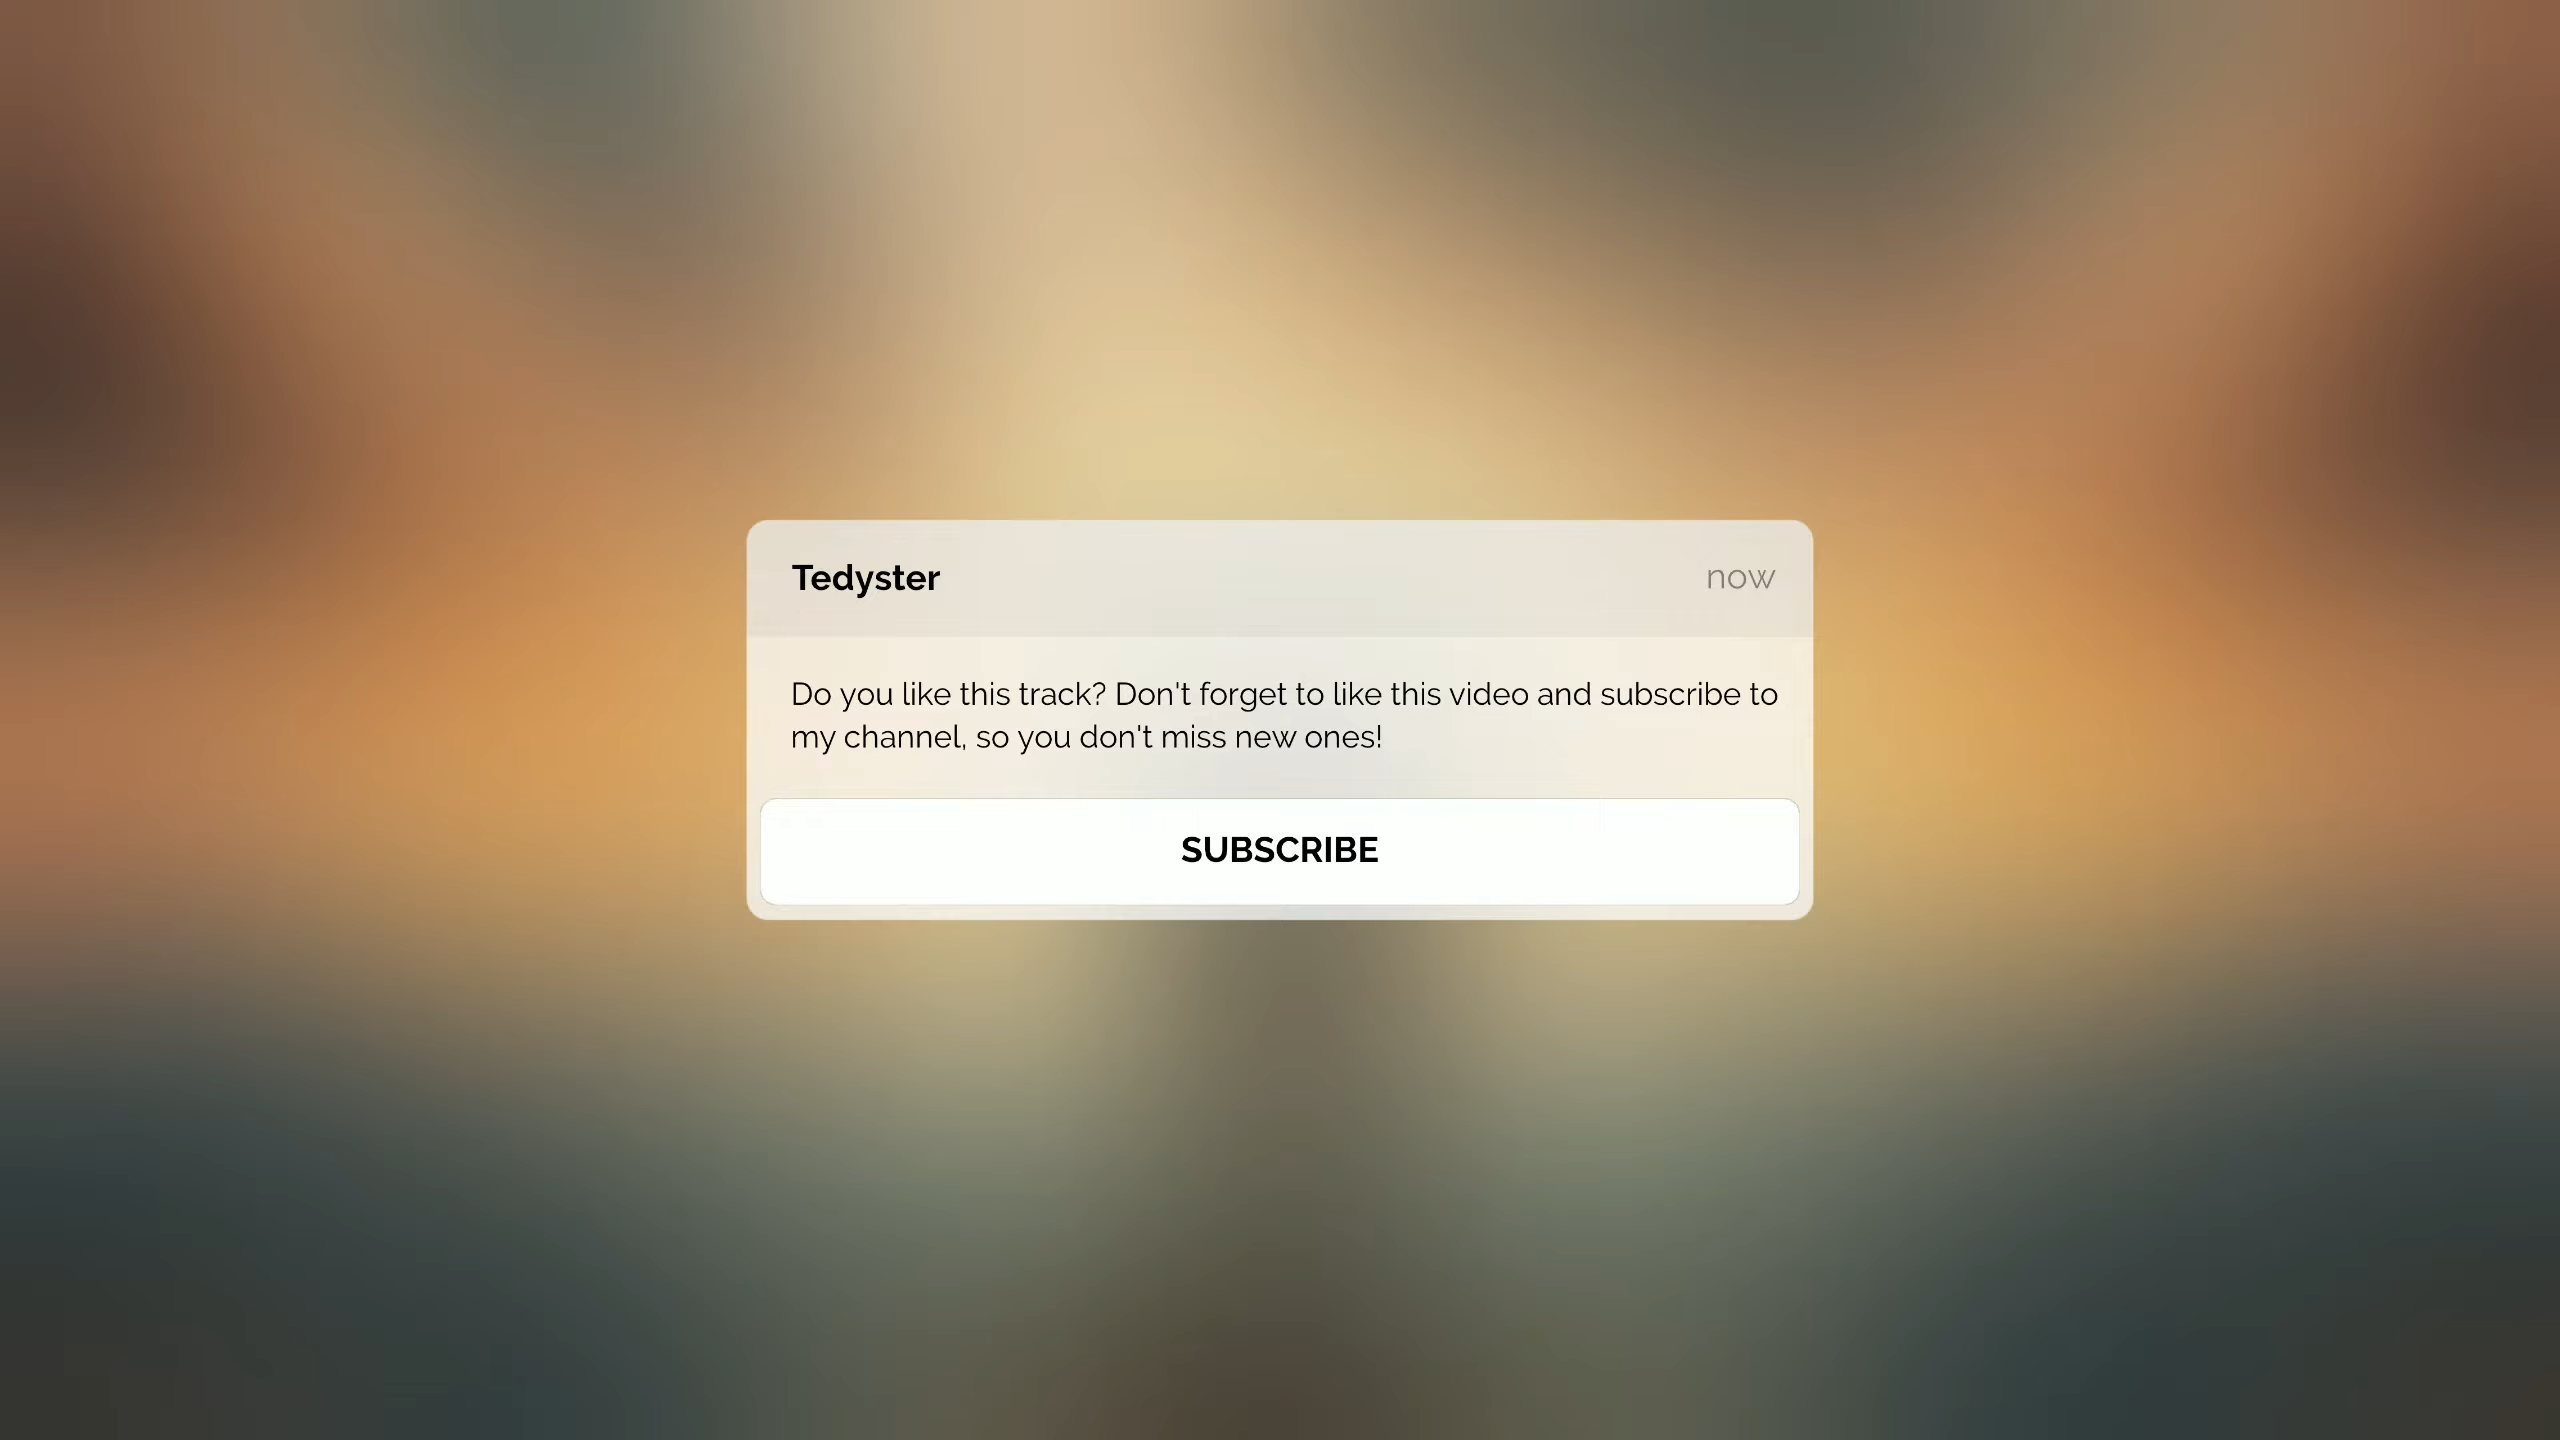 Tedyster now
Do you like this track? Don't forget to like this video and subscribe to
my channel, so you don't miss new ones!
SUBSCRIBE